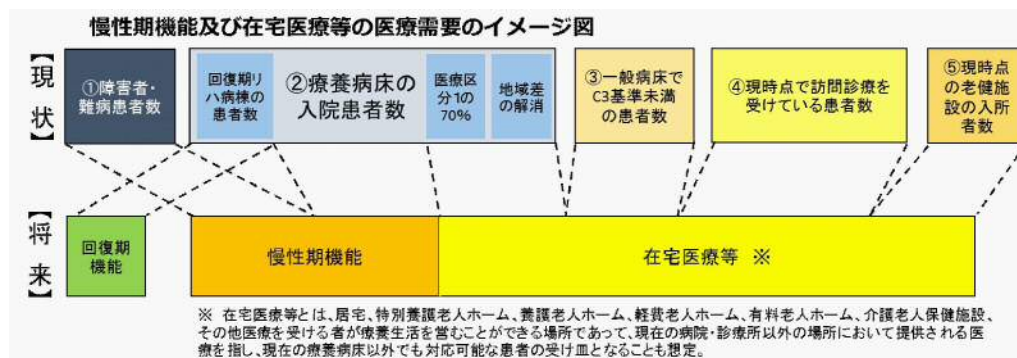 慢性期機能及び在宅医療等の医療需要のイメージ図
【現状】
①障害者・
難病患者数
回復期リ
ハ病棟の
患者数
②療養病床の
入院患者数
医療区
分1の
70%
地域差
の解消
③一般病床で
C3基準未満
の患者数
④現時点で訪問診療を
受けている患者数
⑤現時点
の老健施
設の入所
者数
【将来】
回復期
機能
慢性期機能
在宅医療等 ※
※ 在宅医療等とは、居宅、特別養護老人ホーム、養護老人ホーム、軽費老人ホーム、有料老人ホーム、介護老人保健施設、
その他医療を受ける者が療養生活を営むことができる場所であって、現在の病院・診療所以外の場所において提供される医
療を指し、現在の療養病床以外でも対応可能な患者の受け皿となることも想定。